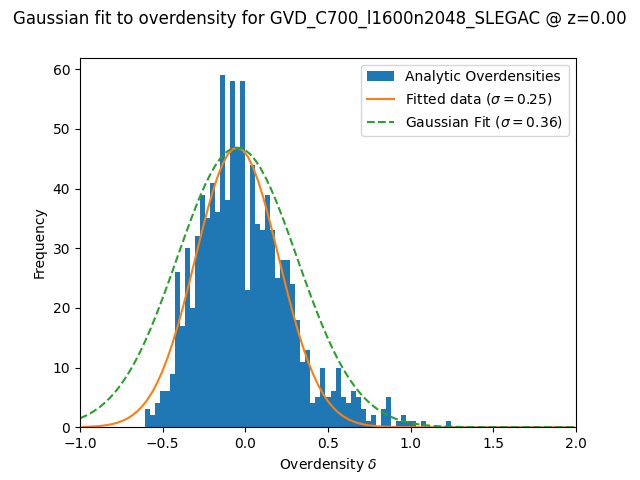 Gaussian fit to overdensity for GVD_C700_l1600n2048_SLEGAC @ z=0.00
60
50
40
30
20
10
0
Frequency
Analytic Overdensities
Fitted data (σ = 0.25)
Gaussian Fit (σ = 0.36)
−1.0 −0.5 0.0 0.5 1.0 1.5 2.0
Overdensity δ